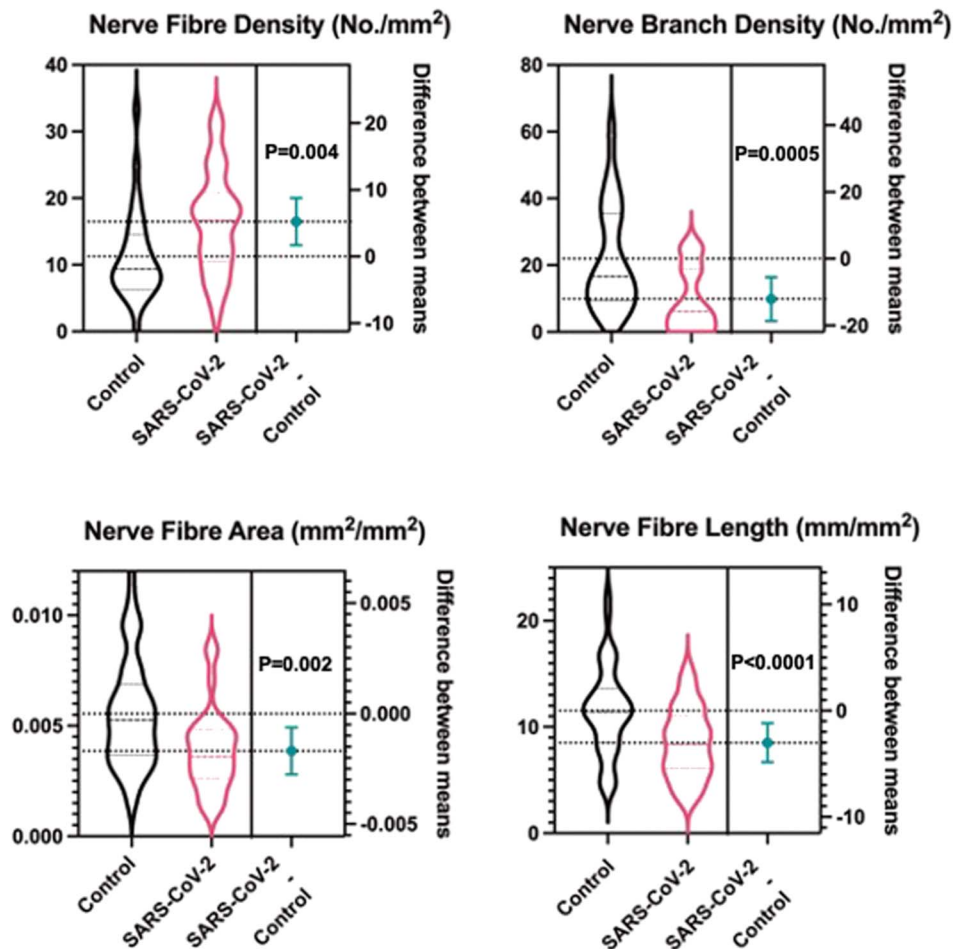 Nerve Fibre Density (No./mm²)
40
30
20
10
0
20
10
0
-10
Difference between means
P=0.004
Control
SARS-CoV-2
SARS-CoV-2
-
Control
Nerve Branch Density (No./mm²)
80
60
40
20
0
40
20
0
-20
Difference between means
P=0.0005
Control
SARS-CoV-2
SARS-CoV-2
-
Control
Nerve Fibre Area (mm²/mm²)
0.010
0.005
0.000
0.005
0.000
-0.005
Difference between means
P=0.002
Control
SARS-CoV-2
SARS-CoV-2
-
Control
Nerve Fibre Length (mm/mm²)
20
10
0
10
0
-10
Difference between means
P<0.0001
Control
SARS-CoV-2
SARS-CoV-2
-
Control